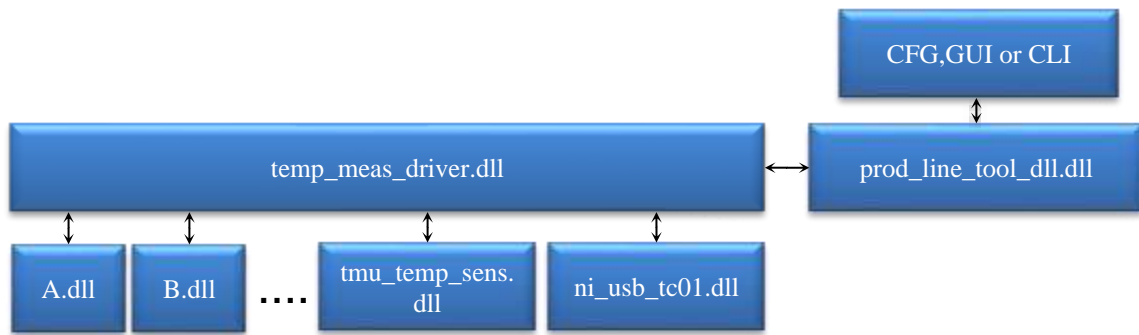 CFG,GUI or CLI
temp_meas_driver.dll
prod_line_tool_dll.dll
A.dll
B.dll
....
tmu_temp_sens.
dll
ni_usb_tc01.dll